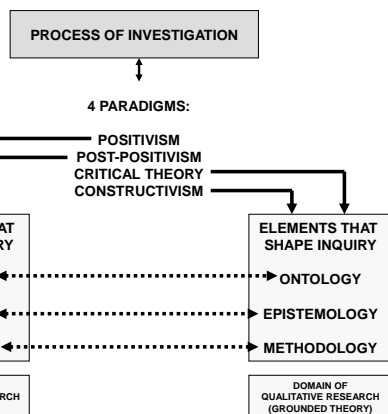 PROCESS OF INVESTIGATION
4 PARADIGMS:
POSITIVISM
POST-POSITIVISM
CRITICAL THEORY
CONSTRUCTIVISM
ELEMENTS THAT
SHAPE INQUIRY
ONTOLOGY
EPISTEMOLOGY
METHODOLOGY
DOMAIN OF
QUALITATIVE RESEARCH
(GROUNDED THEORY)